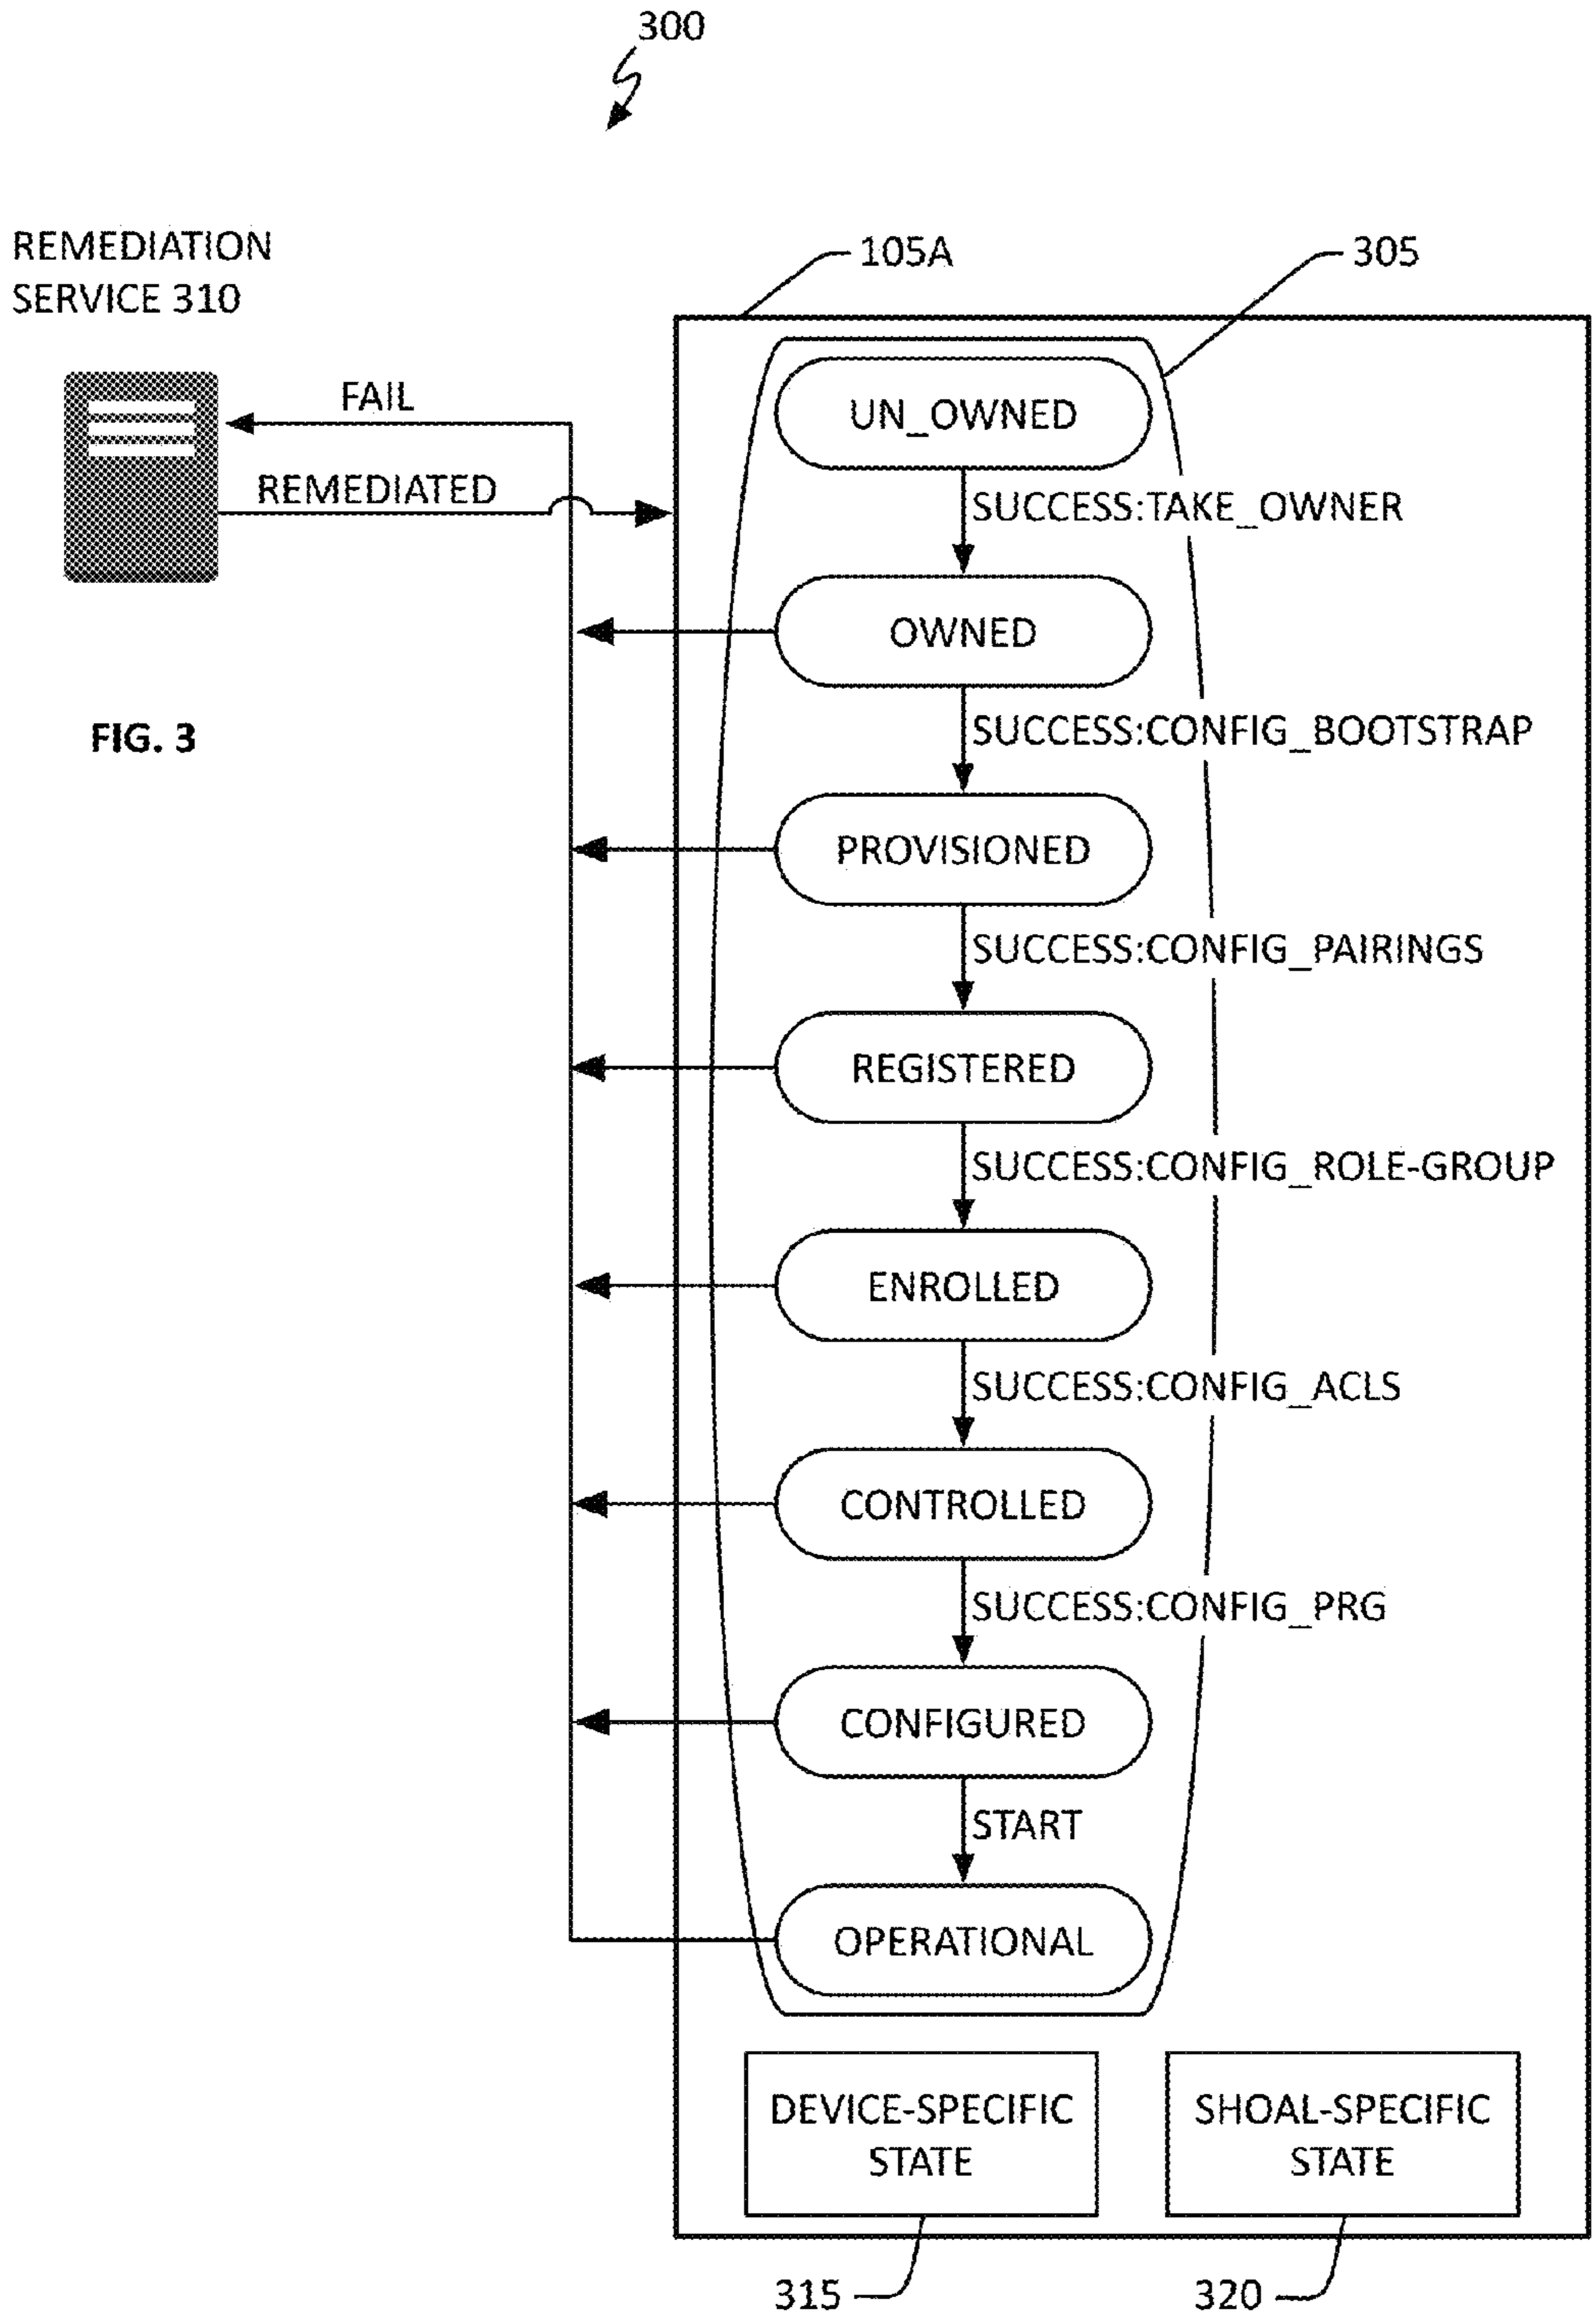 300
REMEDIATION
SERVICE 310
105A
305
UN_OWNED
FAIL
REMEDIATED
SUCCESS:TAKE_OWNER
OWNED
FIG. 3
SUCCESS:CONFIG_BOOTSTRAP
PROVISIONED
SUCCESS:CONFIG_PAIRINGS
REGISTERED
SUCCESS:CONFIG_ROLE-GROUP
ENROLLED
SUCCESS:CONFIG_ACLS
CONTROLLED
SUCCESS:CONFIG_PRG
CONFIGURED
START
OPERATIONAL
DEVICE-SPECIFIC
STATE
SHOAL-SPECIFIC
STATE
315
320